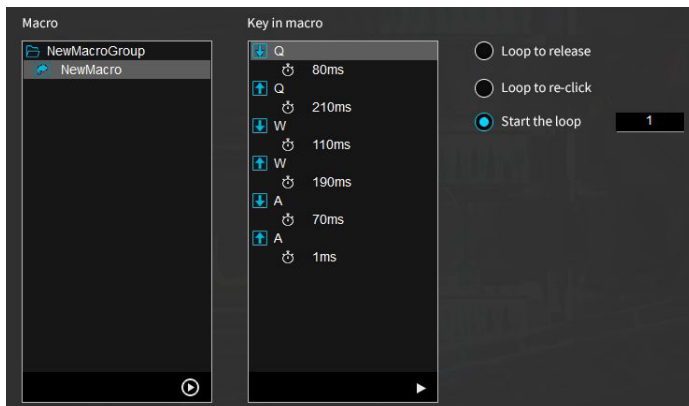 Macro
NewMacroGroup
NewMacro
Key in macro
Q
80ms
Q
210ms
W
110ms
W
190ms
A
70ms
A
1ms
Loop to release
Loop to re-click
Start the loop 1